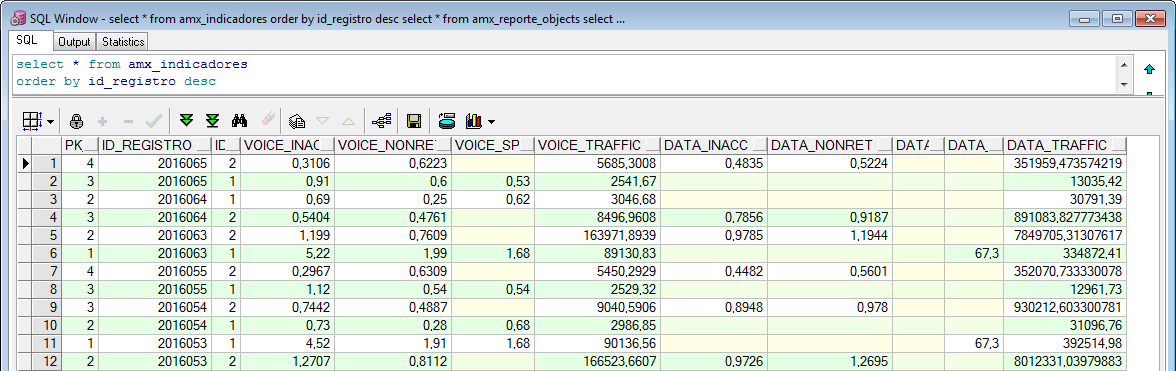 SQL Window - select * from amx_indicadores order by id_registro desc select * from amx_reporte_objects select ...
SQL Output Statistics
select * from amx_indicadores
order by id_registro desc
PK ID_REGISTRO ID VOICE_INAC VOICE_NONRET VOICE_SP VOICE_TRAFFIC DATA_INACC DATA_NONRET DATA DATA_ DATA_TRAFFIC
1 4 2016065 2 0,3106 0,6223 5685,3008 0,4835 0,5224 351959,473574219
2 3 2016065 1 0,91 0,6 0,53 2541,67 13035,42
3 2 2016064 1 0,69 0,25 0,62 3046,68 30791,39
4 3 2016064 2 0,5404 0,4761 8496,9608 0,7856 0,9187 891083,827773438
5 2 2016063 2 1,199 0,7609 163971,8939 0,9785 1,1944 7849705,31307617
6 1 2016063 1 5,22 1,99 1,68 89130,83 67,3 334872,41
7 4 2016055 2 0,2967 0,6309 5450,2929 0,4482 0,5601 352070,733330078
8 3 2016055 1 1,12 0,54 0,54 2529,32 12961,73
9 3 2016054 2 0,7442 0,4887 9040,5906 0,8948 0,978 930212,603300781
10 2 2016054 1 0,73 0,28 0,68 2986,85 31096,76
11 1 2016053 1 4,52 1,91 1,68 90136,56 67,3 392514,98
12 2 2016053 2 1,2707 0,8112 166523,6607 0,9726 1,2695 8012331,03979883